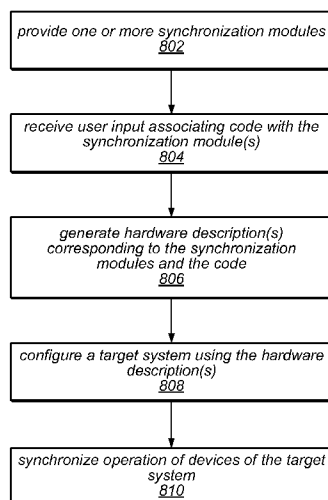 provide one or more synchronization modules
802
receive user input associating code with the
synchronization module(s)
804
generate hardware description(s)
corresponding to the synchronization
modules and the code
806
configure a target system using the hardware
description(s)
808
synchronize operation of devices of the target
system
810